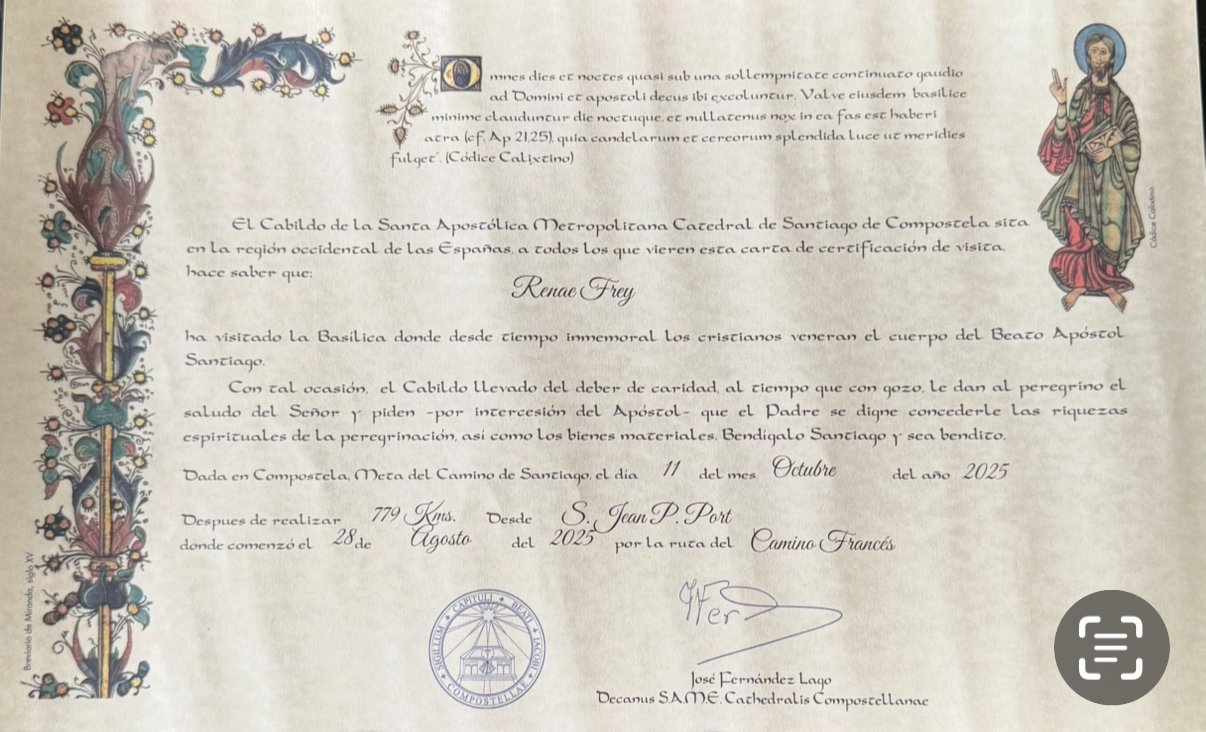 Omnes dies et noctes quasi sub una sollempnitate continuato gaudio
ad Domini et apostoli decus ibi excoluntur. Valve eiusdem basilice
minime clauduntur die noctuque, et nullatenus nox in ea fas est haberi
atra (cf. Ap 21,25), quia candelarum et cereorum splendida luce ut meridies
fulget". (Códice Calixtino)
Códice Calixtino
El Cabildo de la Santa Apostólica Metropolitana Catedral de Santiago de Compostela sita
en la región occidental de las Españas, a todos los que vieren esta carta de certificación de visita,
hace saber que:
Renae Frey
ha visitado la Basílica donde desde tiempo inmemoral los cristianos veneran el cuerpo del Beato Apóstol
Santiago.
Con tal ocasión, el Cabildo llevado del deber de caridad, al tiempo que con gozo, le dan al peregrino el
saludo del Señor y piden -por intercesión del Apóstol- que el Padre se digne concederle las riquezas
espirituales de la peregrinación, así como los bienes materiales. Bendígalo Santiago y sea bendito.
Dada en Compostela, Meta del Camino de Santiago, el día 11 del mes Octubre del año 2025
Despues de realizar 779 Kms. Desde S. Jean P. Port
donde comenzó el 28 de Agosto del 2025 por la ruta del Camino Francés
Breviario de Miranda, siglo XV
SIGILLUM CAPITULI BEATI JACOBI COMPOSTELLAE
José Fernández Lago
Decanus S.A.M.E. Cathedralis Compostellanae